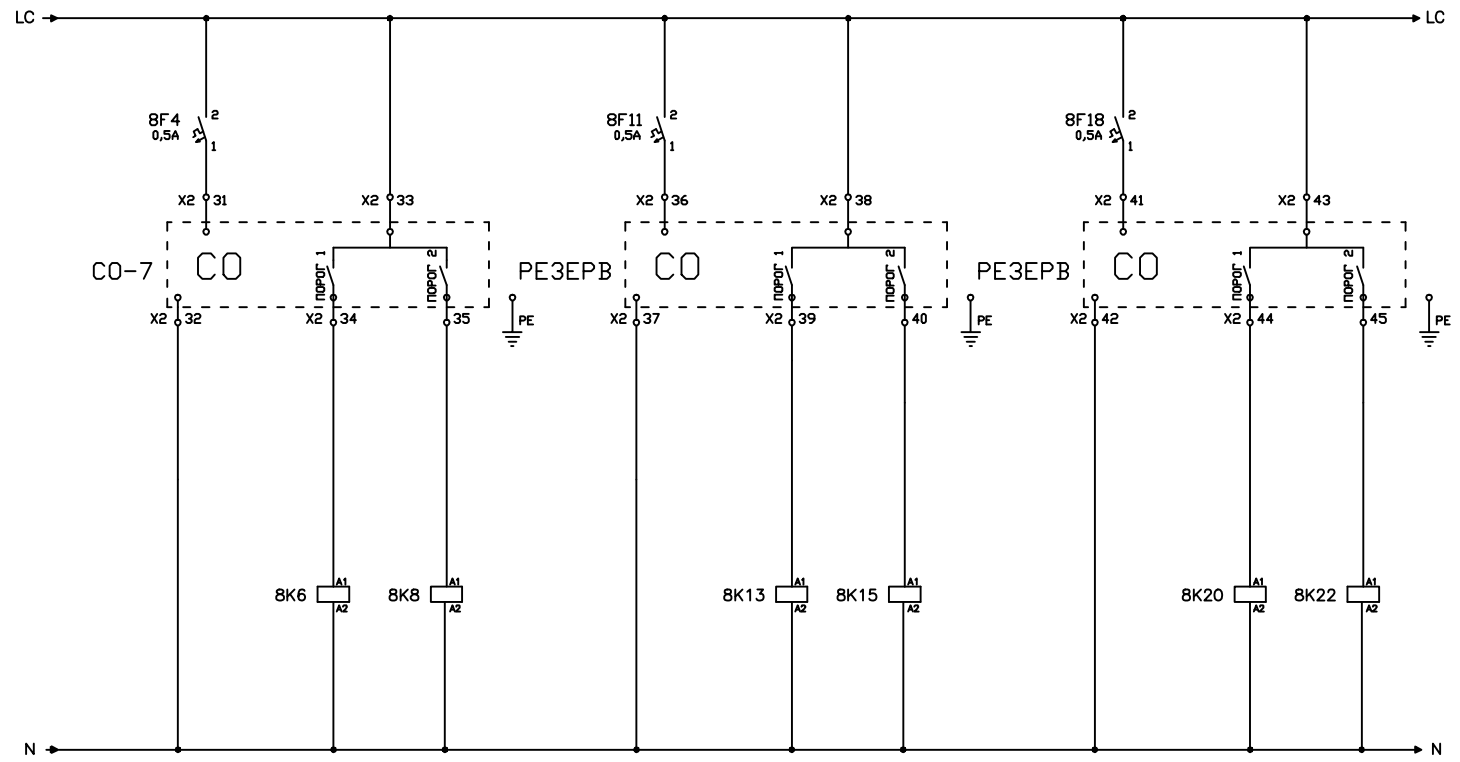 LC LC
8F4 2 8F11 2 8F18 2
0,5A 1 0,5A 1 0,5A 1
X2 31 X2 33 X2 36 X2 38 X2 41 X2 43
CO-7 CO ПОРОГ 1 ПОРОГ 2 РЕЗЕРВ CO ПОРОГ 1 ПОРОГ 2 РЕЗЕРВ CO ПОРОГ 1 ПОРОГ 2
X2 32 X2 34 35 PE X2 37 X2 39 40 PE X2 42 X2 44 45 PE
A1 A1 A1 A1 A1 A1
8K6 8K8 8K13 8K15 8K20 8K22
A2 A2 A2 A2 A2 A2
N N